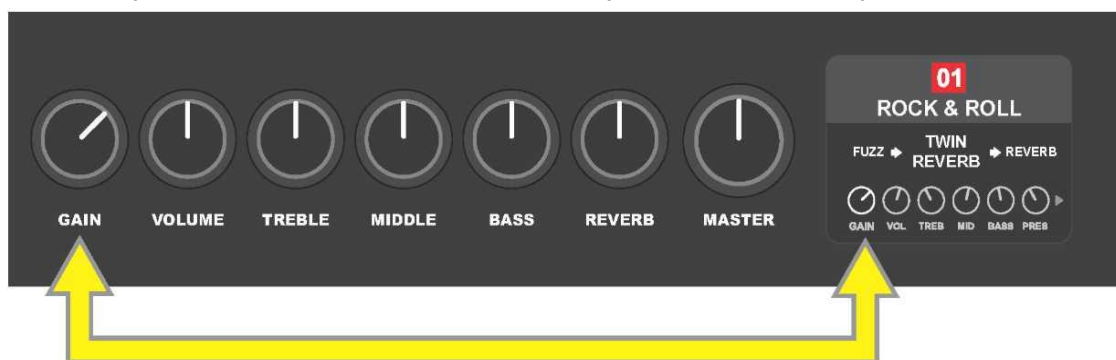 GAIN VOLUME TREBLE MIDDLE BASS REVERB MASTER
01
ROCK & ROLL
FUZZ TWIN REVERB REVERB
GAIN VOL TREB MID BASS PRES